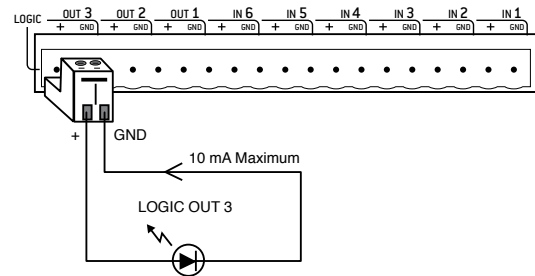 LOGIC OUT 3 OUT 2 OUT 1 IN 6 IN 5 IN 4 IN 3 IN 2 IN 1
+ GND + GND + GND + GND + GND + GND + GND + GND + GND
+ GND
10 mA Maximum
LOGIC OUT 3